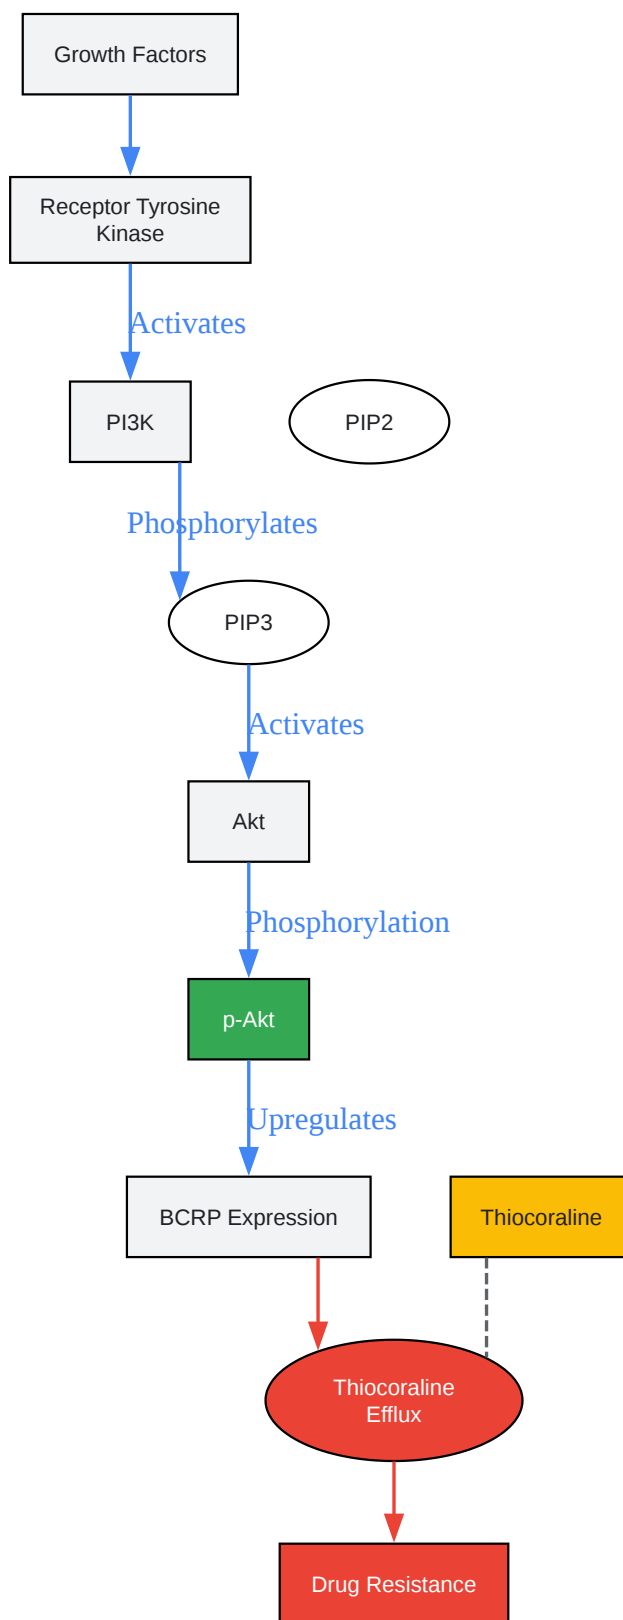 Growth Factors
Receptor Tyrosine
Kinase
Activates
PI3K
PIP2
Phosphorylates
PIP3
Activates
Akt
Phosphorylation
p-Akt
Upregulates
BCRP Expression
Thiocoraline
Thiocoraline
Efflux
Drug Resistance